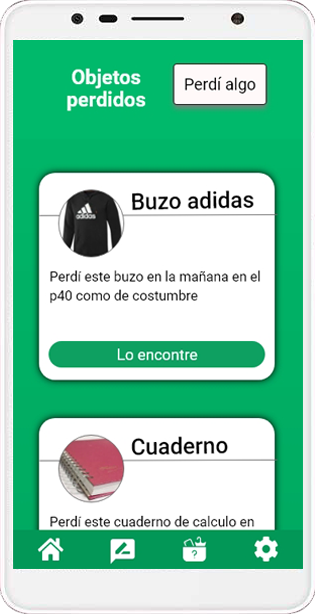 Objetos
perdidos
Perdí algo
Buzo adidas
adidas
Perdí este buzo en la mañana en el
p40 como de costumbre
Lo encontre
Cuaderno
Perdí este cuaderno de calculo en
?